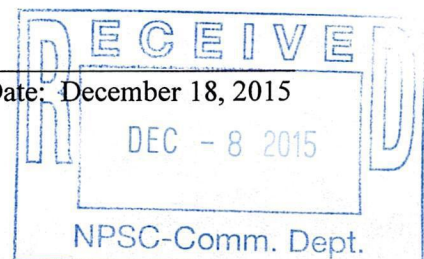 RECEIVED
Date: December 18, 2015
DEC - 8 2015
NPSC-Comm. Dept.